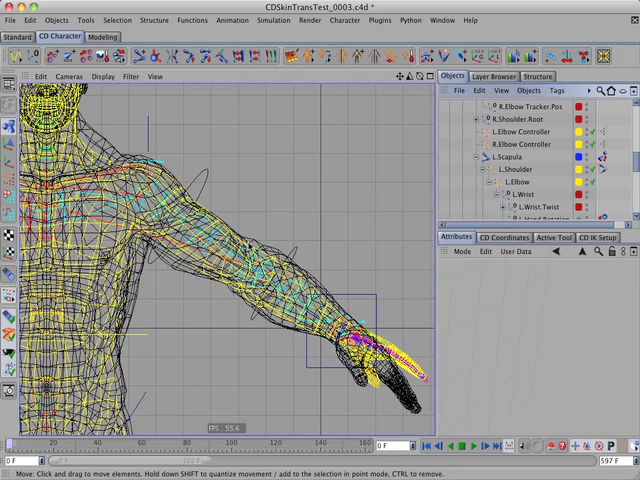 CDSkinTransTest_0003.c4d *
File Edit Objects Tools Selection Structure Functions Animation Simulation Render Character Plugins Python Window Help
Standard CD Character Modeling
Edit Cameras Display Filter View
FPS : 55.6
Objects Layer Browser Structure
File Edit View Objects Tags
R.Elbow Tracker.Pos
R.Shoulder.Root
L.Elbow Controller
R.Elbow Controller
L.Scapula
L.Shoulder
L.Elbow
L.Wrist
L.Wrist.Twist
L.Hand Rotation
Attributes CD Coordinates Active Tool CD IK Setup
Mode Edit User Data
0 20 40 60 80 100 120 140 160 0 F
0 F 597 F
Move: Click and drag to move elements. Hold down SHIFT to quantize movement / add to the selection in point mode, CTRL to remove.